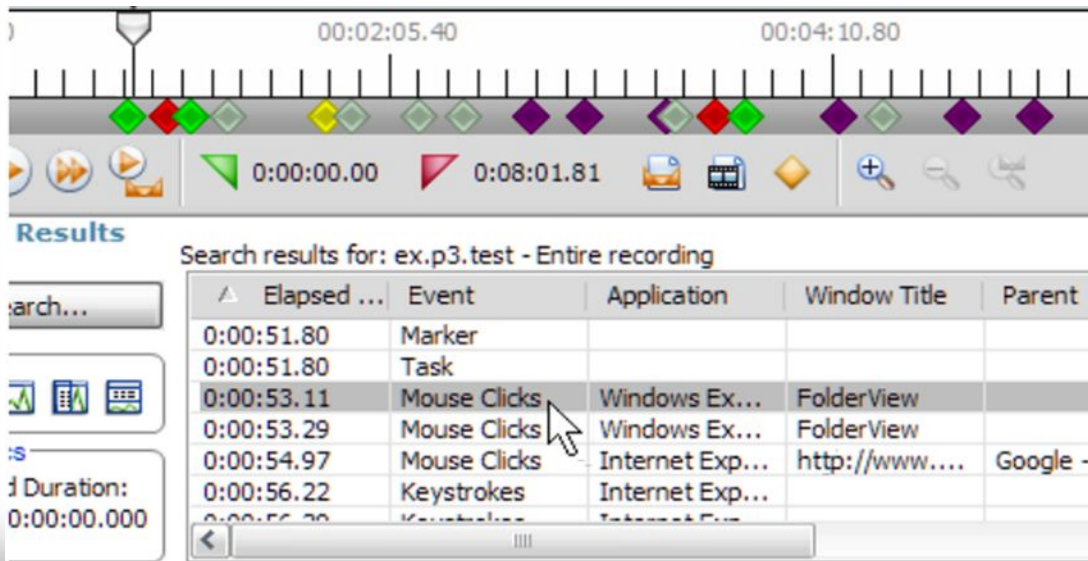 00:02:05.40 00:04:10.80
0:00:00.00 0:08:01.81
Results
Search results for: ex.p3.test - Entire recording
earch...
Elapsed ... Event Application Window Title Parent
0:00:51.80 Marker
0:00:51.80 Task
0:00:53.11 Mouse Clicks Windows Ex... FolderView
0:00:53.29 Mouse Clicks Windows Ex... FolderView
0:00:54.97 Mouse Clicks Internet Exp... http://www.... Google -
0:00:56.22 Keystrokes Internet Exp...
Duration:
0:00:00.000